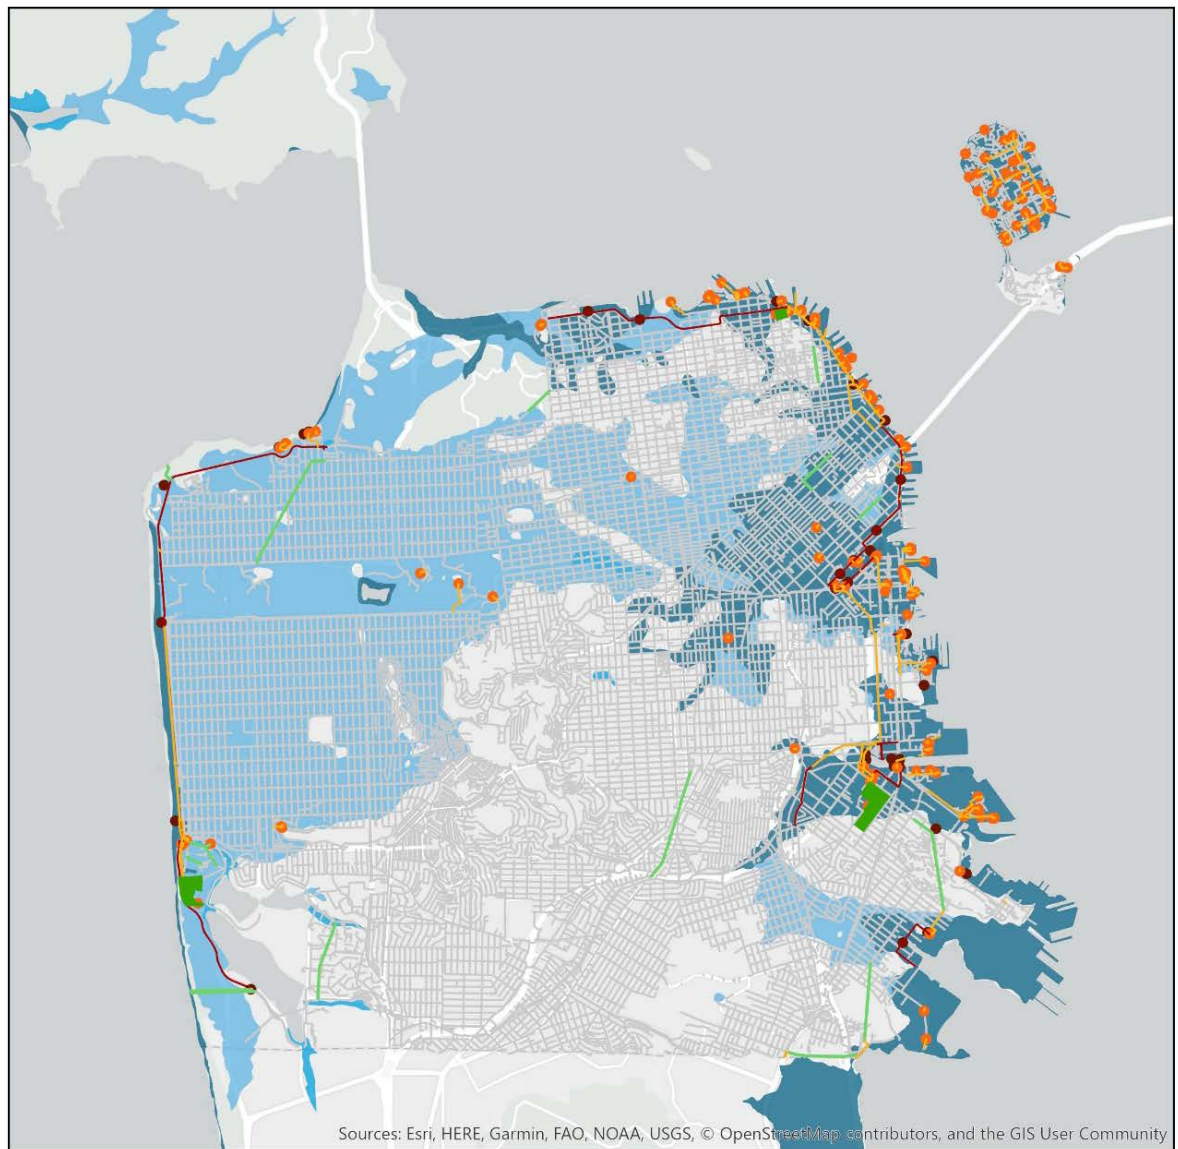 Sources: Esri, HERE, Garmin, FAO, NOAA, USGS, © OpenStreetMap contributors, and the GIS User Community